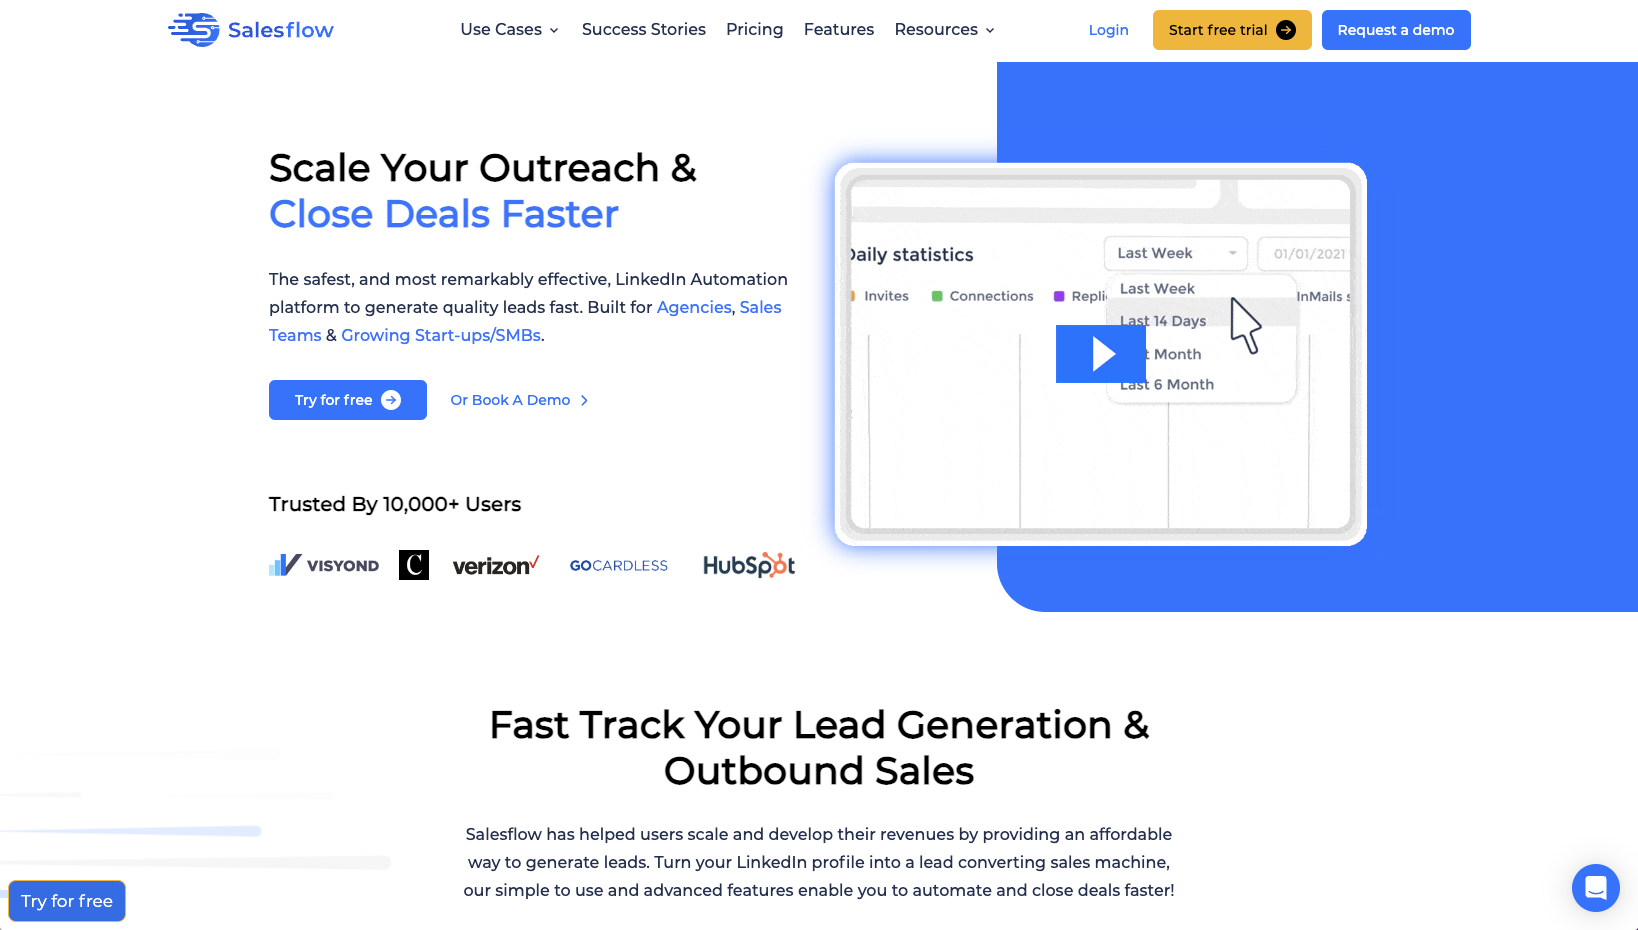 Salesflow
Use Cases
Success Stories
Pricing
Features
Resources
Login
Start free trial
Request a demo
Scale Your Outreach &
Close Deals Faster
The safest, and most remarkably effective, LinkedIn Automation
platform to generate quality leads fast. Built for Agencies, Sales
Teams & Growing Start-ups/SMBs.
Try for free
Or Book A Demo
Trusted By 10,000+ Users
VISYOND
C
verizon
GOCARDLESS
HubSpot
Daily statistics
Last Week
01/01/2021
Invites
Connections
Replic
InMails s
Last Week
Last 14 Days
Month
Last 6 Month
Fast Track Your Lead Generation &
Outbound Sales
Salesflow has helped users scale and develop their revenues by providing an affordable
way to generate leads. Turn your LinkedIn profile into a lead converting sales machine,
our simple to use and advanced features enable you to automate and close deals faster!
Try for free